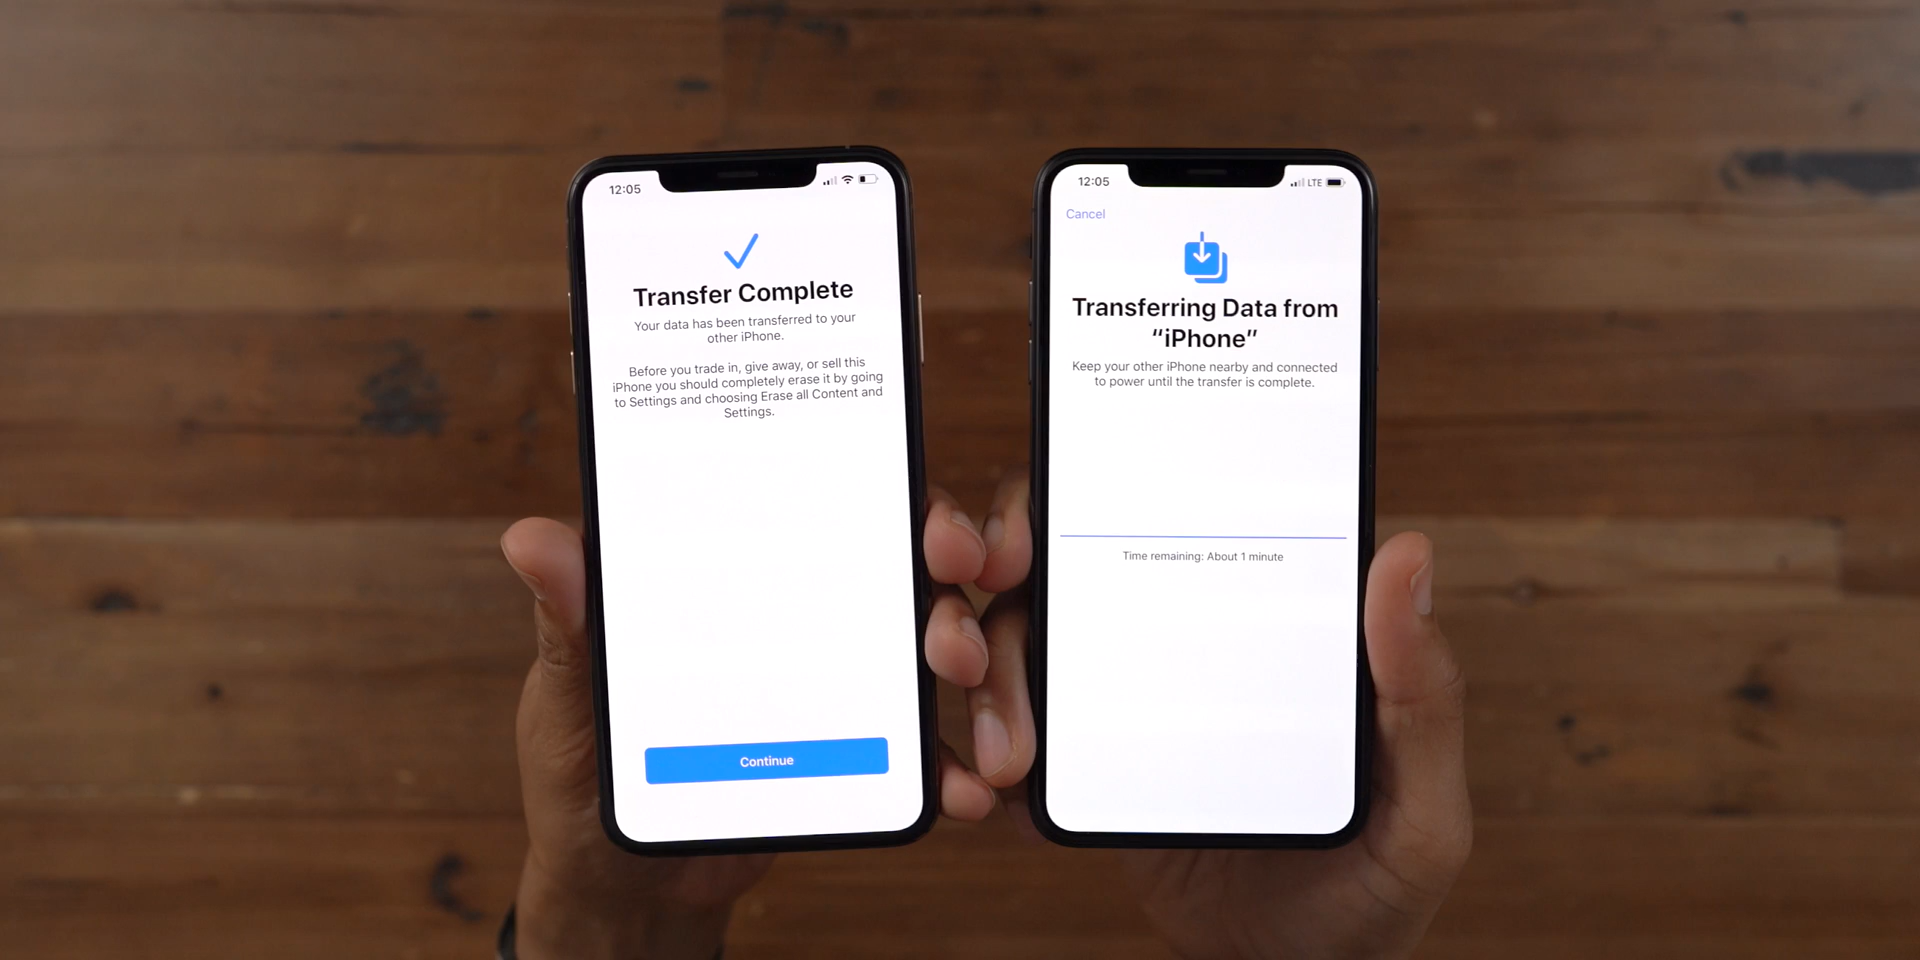 12:05
Transfer Complete
Your data has been transferred to your
other iPhone.
Before you trade in, give away, or sell this
iPhone you should completely erase it by going
to Settings and choosing Erase all Content and
Settings.
Continue
12:05
LTE
Cancel
Transferring Data from
“iPhone”
Keep your other iPhone nearby and connected
to power until the transfer is complete.
Time remaining: About 1 minute